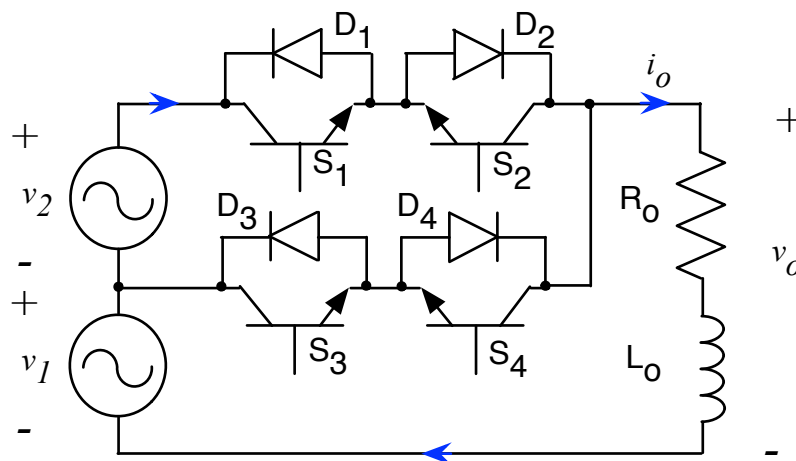 D1
D2
io
+
+
S1
S2
v2
Ro
D3
D4
-
vo
+
v1
S3
S4
Lo
-
-